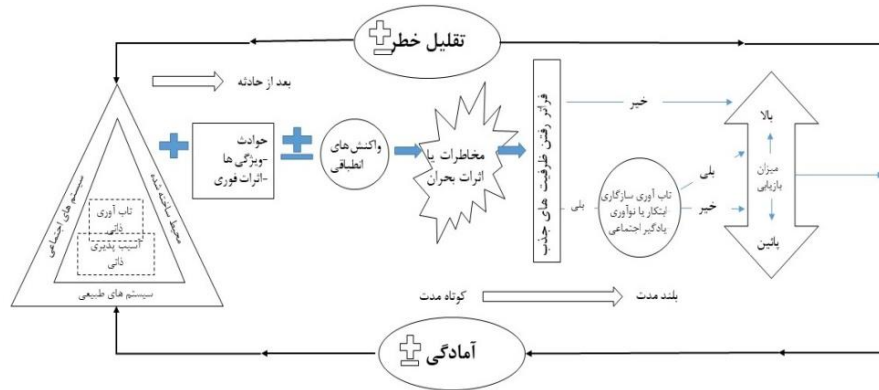 تقلیل خطر
بعد از حادثه
سیستم های اجتماعی
محیط ساخته شده
تاب آوری
ذاتی
آسیب پذیری
ذاتی
سیستم های طبیعی
حوادث
-ویژگی ها
-اثرات فوری
واکنش‌های
انطباقی
مخاطرات یا
اثرات بحران
فراتر رفتن ظرفیت های جذب
خیر
بلی
تاب آوری سازگاری
-ابتکار یا نوآوری
-یادگیر اجتماعی
بلی
خیر
بالا
میزان
بازیابی
پائین
کوتاه مدت
بلند مدت
آمادگی